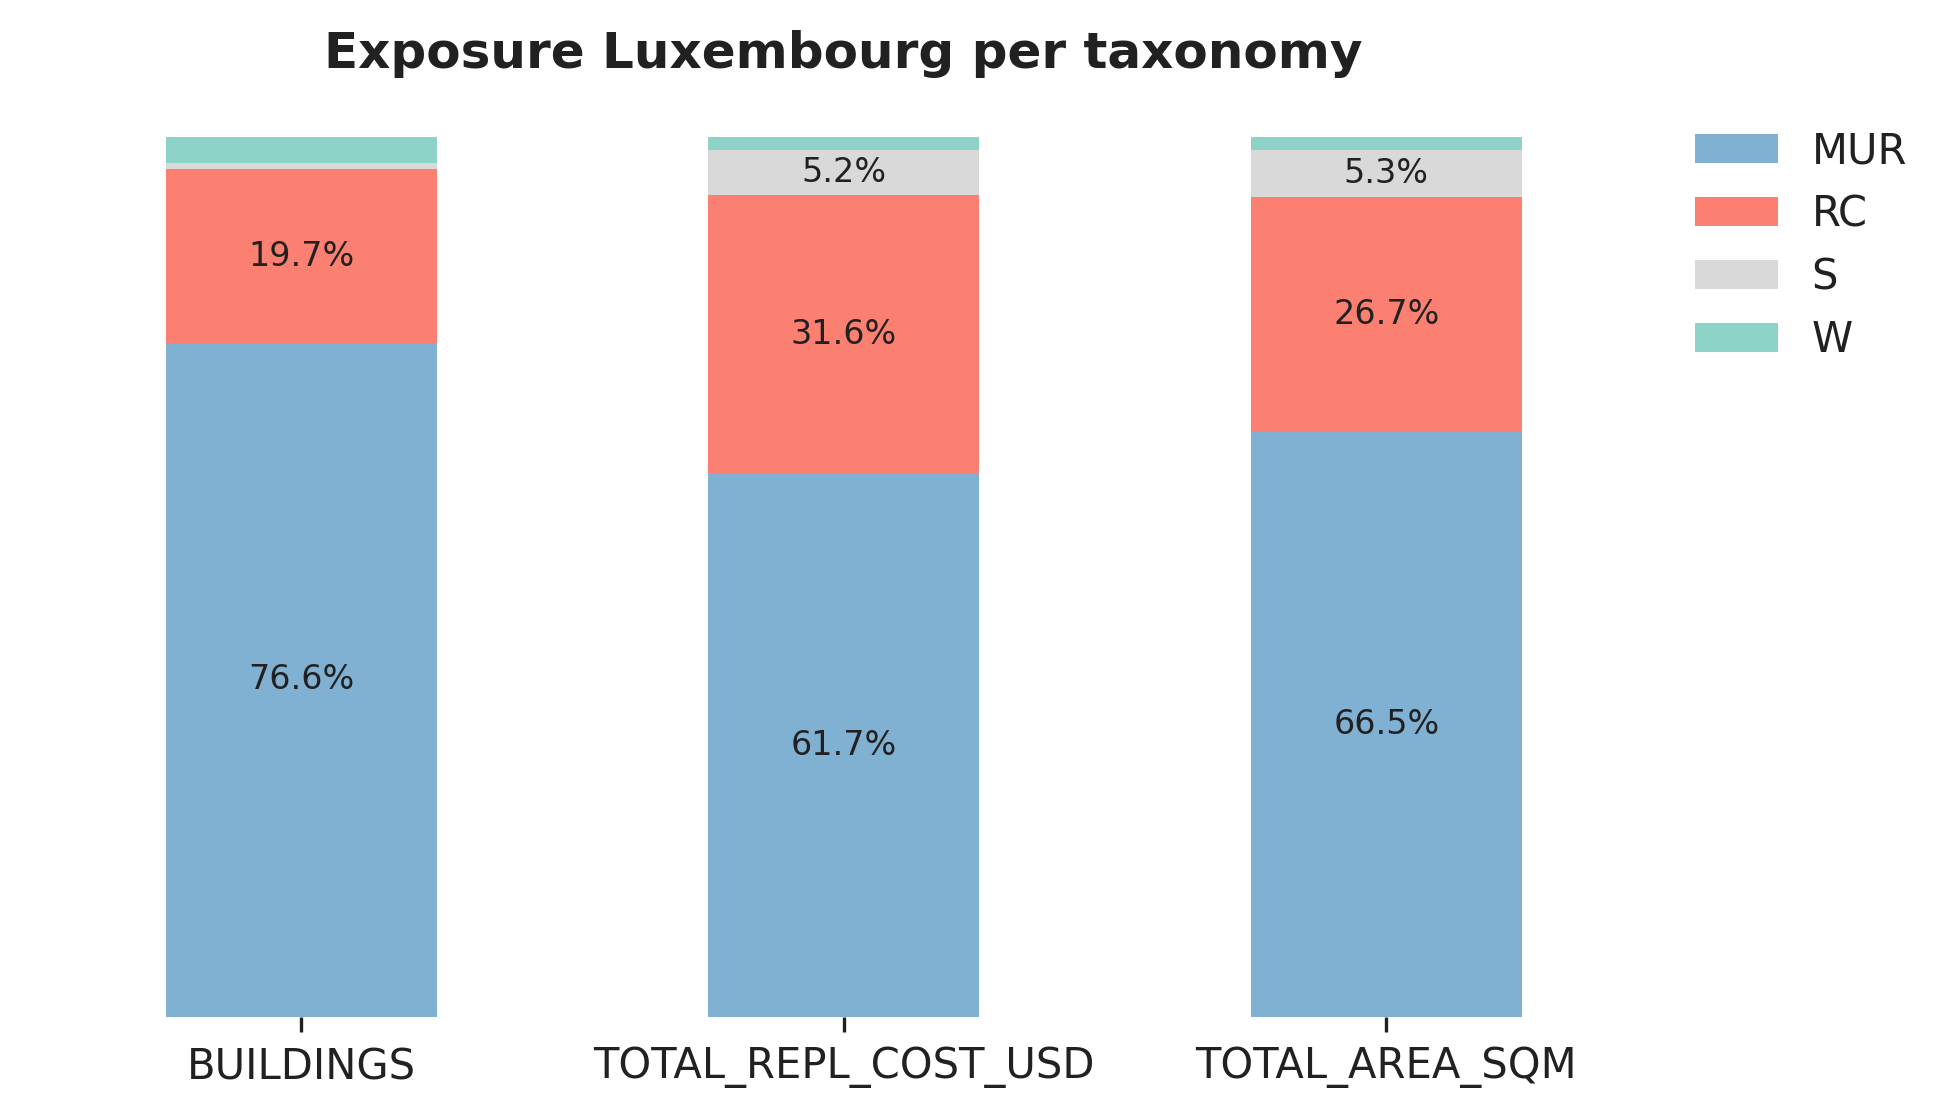 Exposure Luxembourg per taxonomy
19.7%
76.6%
5.2%
31.6%
61.7%
5.3%
26.7%
66.5%
MUR
RC
S
W
BUILDINGS
TOTAL_REPL_COST_USD
TOTAL_AREA_SQM